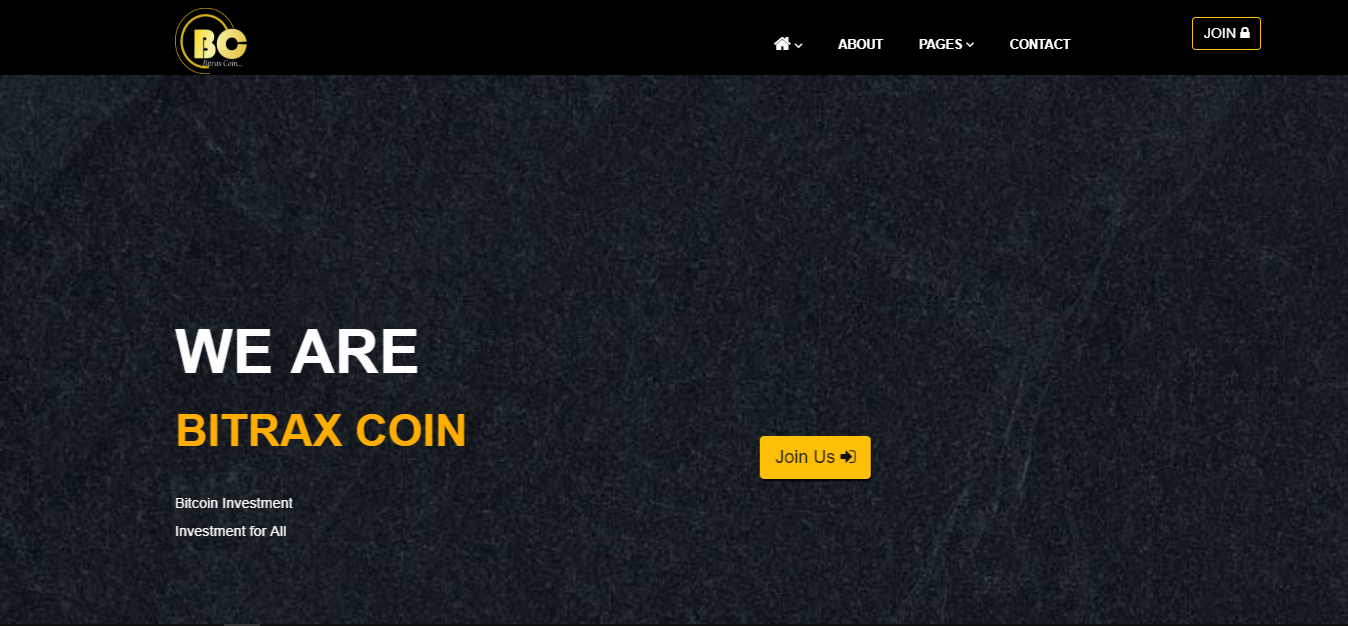 BC
Bitrax Coin...
ABOUT
PAGES
CONTACT
JOIN
WE ARE
BITRAX COIN
Join Us
Bitcoin Investment
Investment for All